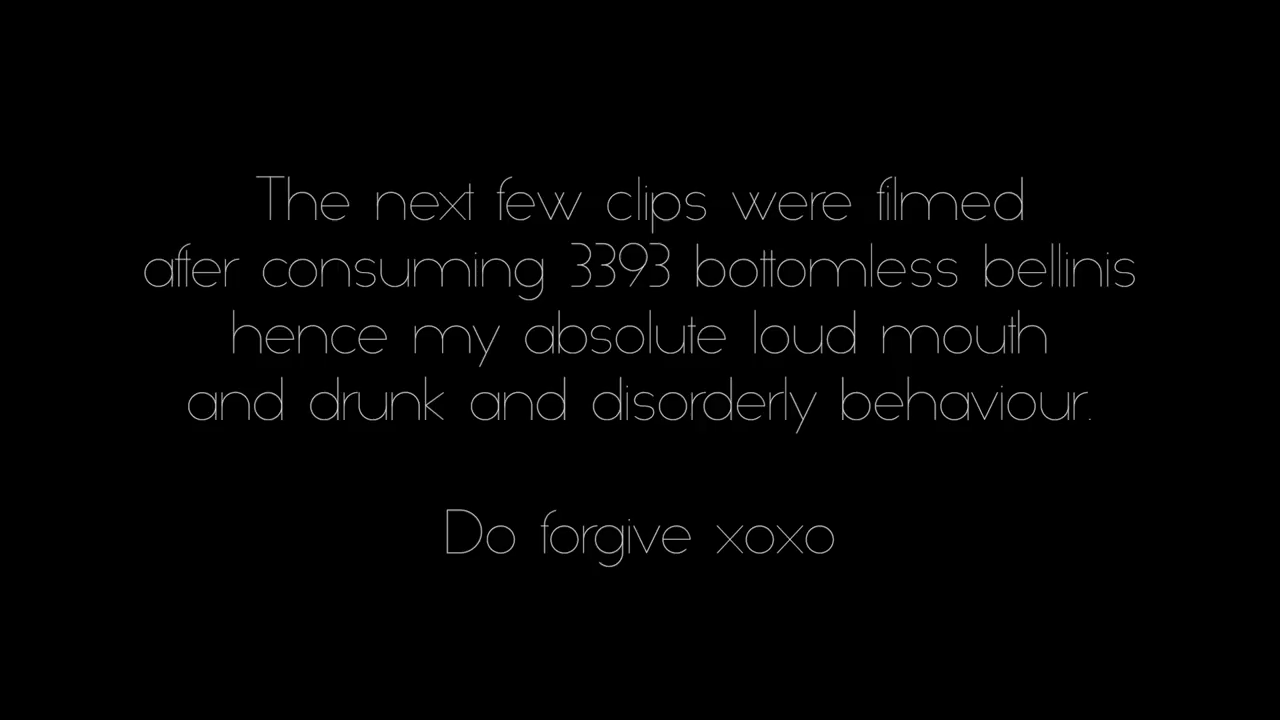 The next few clips were filmed
after consuming 3393 bottomless bellinis
hence my absolute loud mouth
and drunk and disorderly behaviour.
Do forgive xoxo